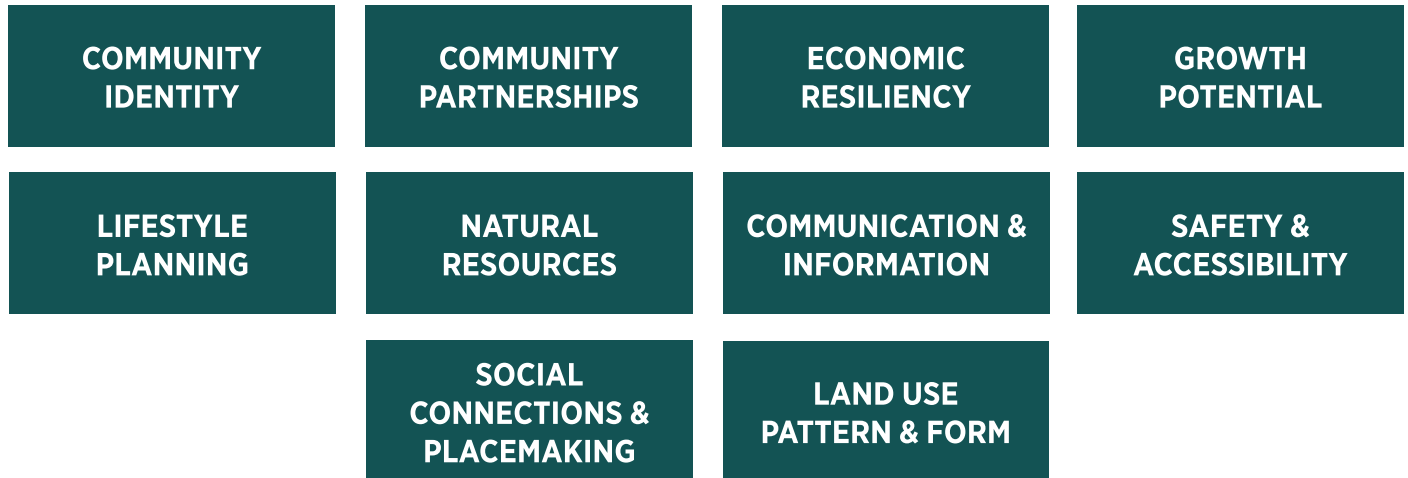 COMMUNITY
IDENTITY
COMMUNITY
PARTNERSHIPS
ECONOMIC
RESILIENCY
GROWTH
POTENTIAL
LIFESTYLE
PLANNING
NATURAL
RESOURCES
COMMUNICATION &
INFORMATION
SAFETY &
ACCESSIBILITY
SOCIAL
CONNECTIONS &
PLACEMAKING
LAND USE
PATTERN & FORM